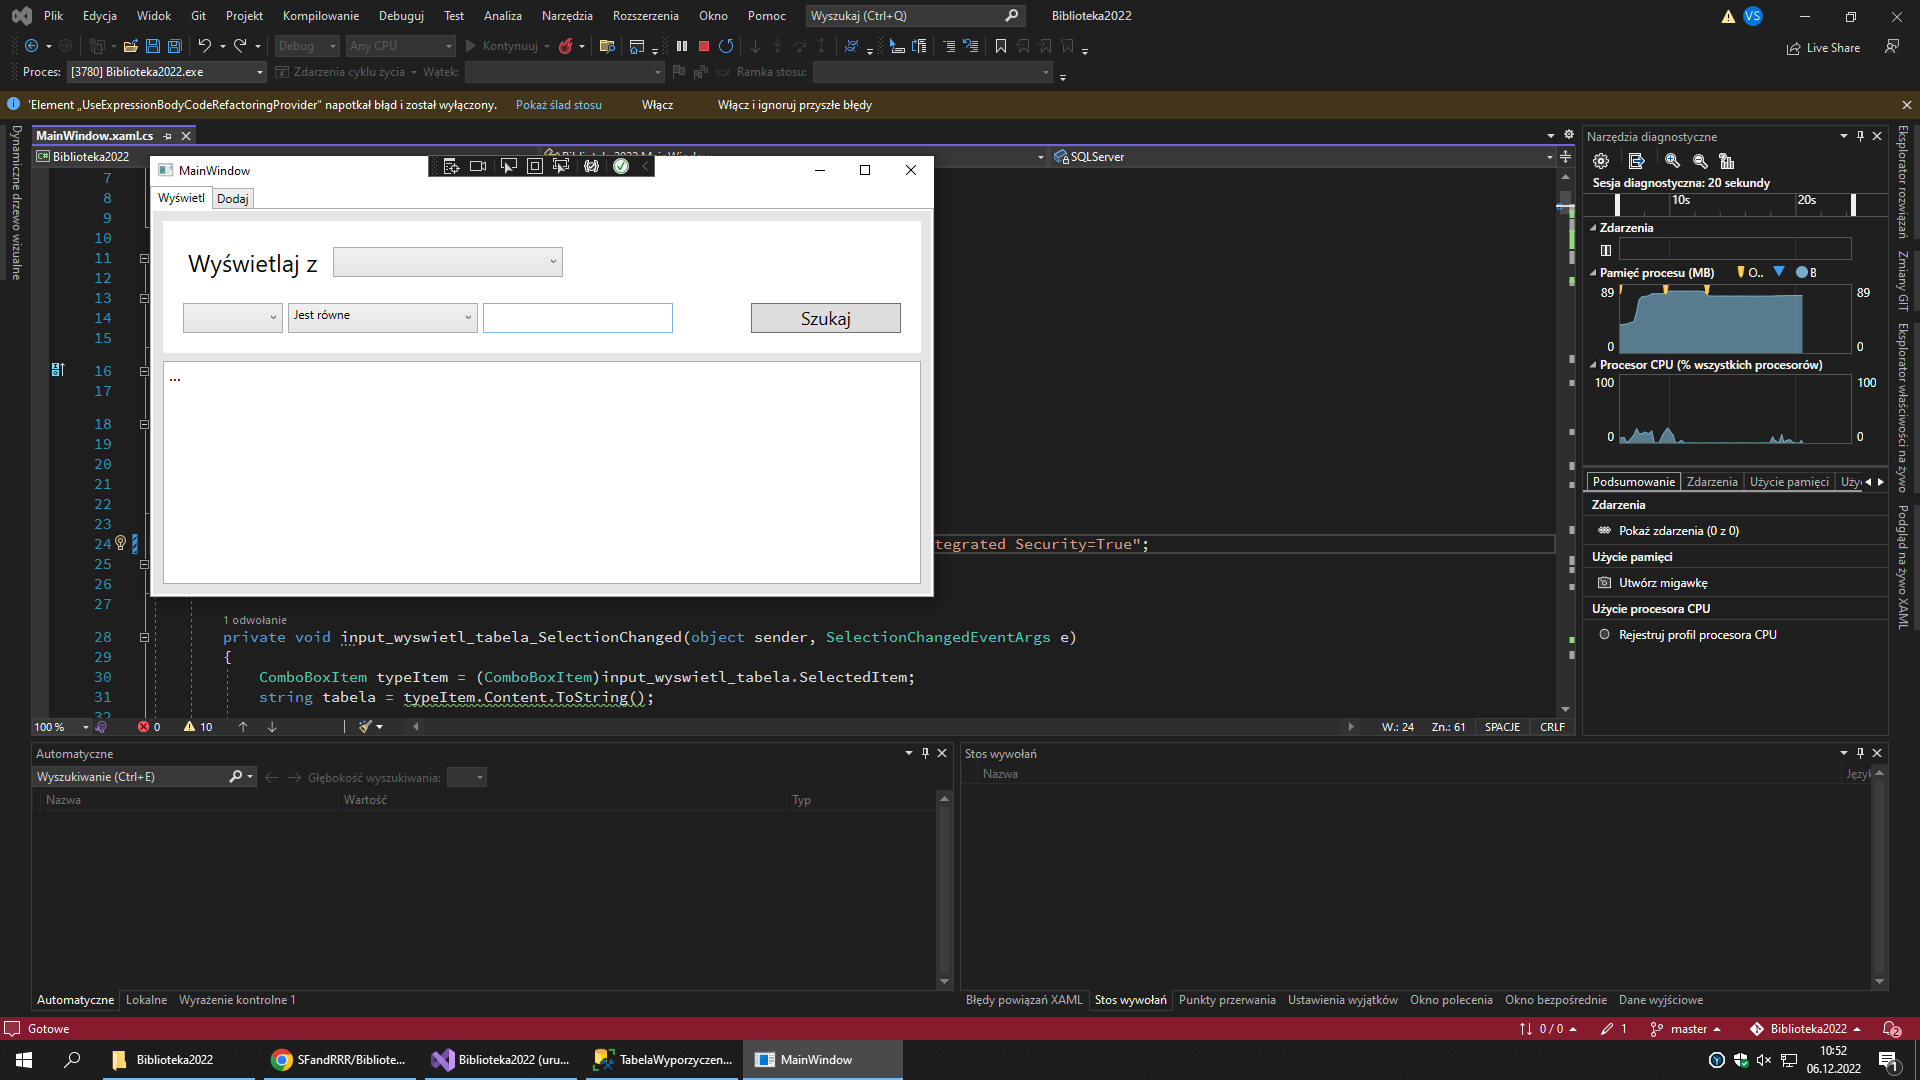 Plik Edycja Widok Git Projekt Kompilowanie Debuguj Test Analiza Narzędzia Rozszerzenia Okno Pomoc Wyszukaj (Ctrl+Q) Biblioteka2022 VS
Debug Any CPU Kontynuuj Live Share
Proces: [3780] Biblioteka2022.exe Zdarzenia cyklu życia Wątek: Ramka stosu:
'Element „UseExpressionBodyCodeRefactoringProvider” napotkał błąd i został wyłączony. Pokaż ślad stosu Włącz Włącz i ignoruj przyszłe błędy
Dynamiczne drzewo wizualne
MainWindow.xaml.cs
Biblioteka2022 SQLServer
MainWindow
Wyświetl Dodaj
Wyświetlaj z
Jest równe Szukaj
...
7
8
9
10
11
12
13
14
15
16
17
18
19
20
21
22
23
24 tegrated Security=True";
25
26
27
1 odwołanie
28 private void input_wyswietl_tabela_SelectionChanged(object sender, SelectionChangedEventArgs e)
29 {
30 ComboBoxItem typeItem = (ComboBoxItem)input_wyswietl_tabela.SelectedItem;
31 string tabela = typeItem.Content.ToString();
32
100 % 0 10 W.: 24 Zn.: 61 SPACJE CRLF
Narzędzia diagnostyczne
Sesja diagnostyczna: 20 sekundy
10s 20s
Zdarzenia
Pamięć procesu (MB) O.. B
89 89
0 0
Procesor CPU (% wszystkich procesorów)
100 100
0 0
Podsumowanie Zdarzenia Użycie pamięci Uży
Zdarzenia
Pokaż zdarzenia (0 z 0)
Użycie pamięci
Utwórz migawkę
Użycie procesora CPU
Rejestruj profil procesora CPU
Eksplorator rozwiązań
Zmiany GIT
Eksplorator właściwości na żywo
Podgląd na żywo XAML
Automatyczne
Wyszukiwanie (Ctrl+E) Głębokość wyszukiwania:
Nazwa Wartość Typ
Automatyczne Lokalne Wyrażenie kontrolne 1
Stos wywołań
Nazwa Język
Błędy powiązań XAML Stos wywołań Punkty przerwania Ustawienia wyjątków Okno polecenia Okno bezpośrednie Dane wyjściowe
Gotowe 0 / 0 1 master Biblioteka2022 2
Biblioteka2022 SFandRRR/Bibliote... Biblioteka2022 (uru... TabelaWyporzyczen... MainWindow
10:52
06.12.2022
1